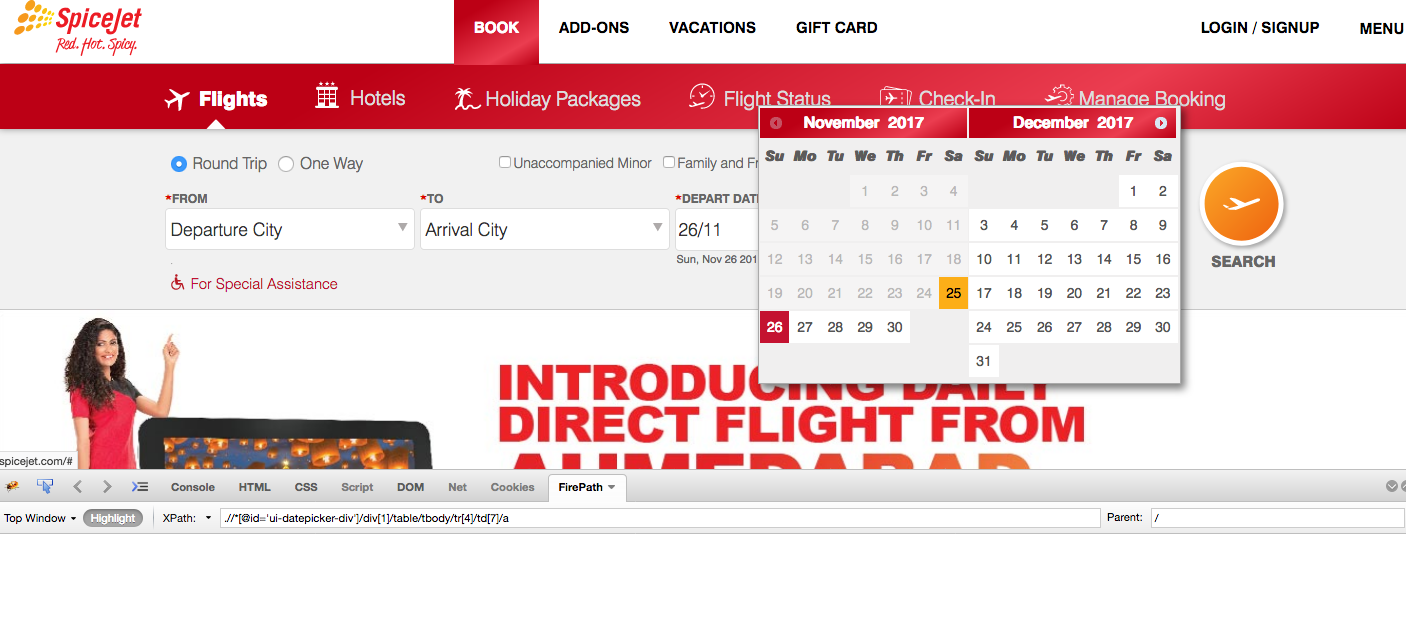 SpiceJet
Red. Hot. Spicy.
BOOK ADD-ONS VACATIONS GIFT CARD LOGIN / SIGNUP MENU
Flights Hotels Holiday Packages Flight Status Check-In Manage Booking
Round Trip One Way Unaccompanied Minor Family and Fr
*FROM *TO *DEPART DATE
Departure City Arrival City 26/11
Sun, Nov 26 201
For Special Assistance
November 2017 December 2017
Su Mo Tu We Th Fr Sa Su Mo Tu We Th Fr Sa
1 2 3 4 1 2
5 6 7 8 9 10 11 3 4 5 6 7 8 9
12 13 14 15 16 17 18 10 11 12 13 14 15 16
19 20 21 22 23 24 25 17 18 19 20 21 22 23
26 27 28 29 30 24 25 26 27 28 29 30
31
SEARCH
INTRODUCING DAILY
DIRECT FLIGHT FROM
AHMEDABAD
spicejet.com/#
Console HTML CSS Script DOM Net Cookies FirePath
Top Window Highlight XPath: .//*[@id='ui-datepicker-div']/div[1]/table/tbody/tr[4]/td[7]/a Parent: /